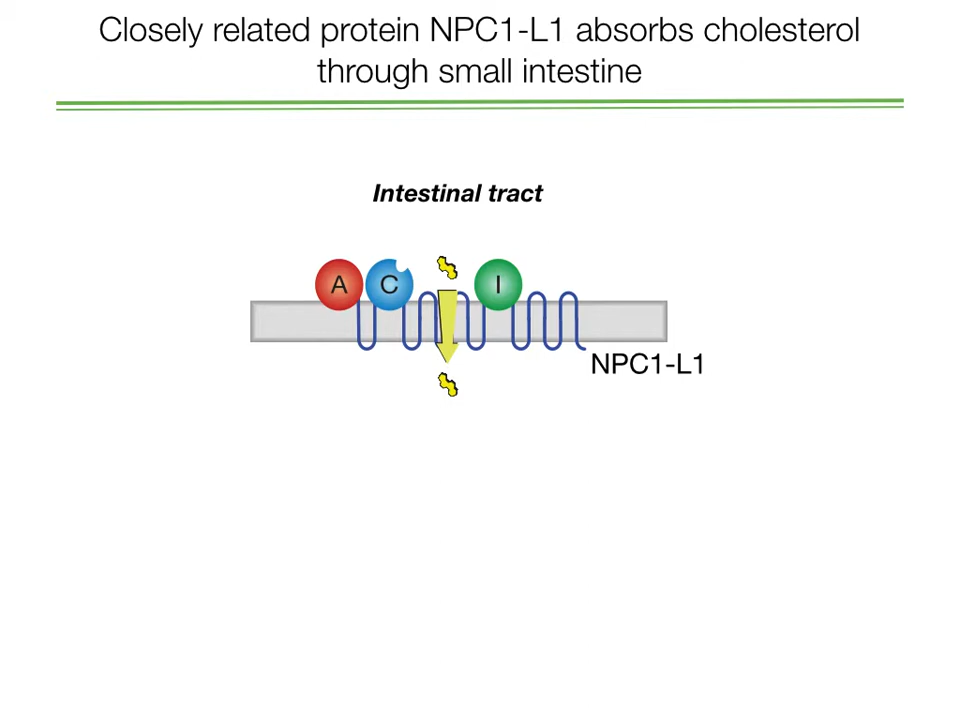 Closely related protein NPC1-L1 absorbs cholesterol
through small intestine
Intestinal tract
A C I
NPC1-L1